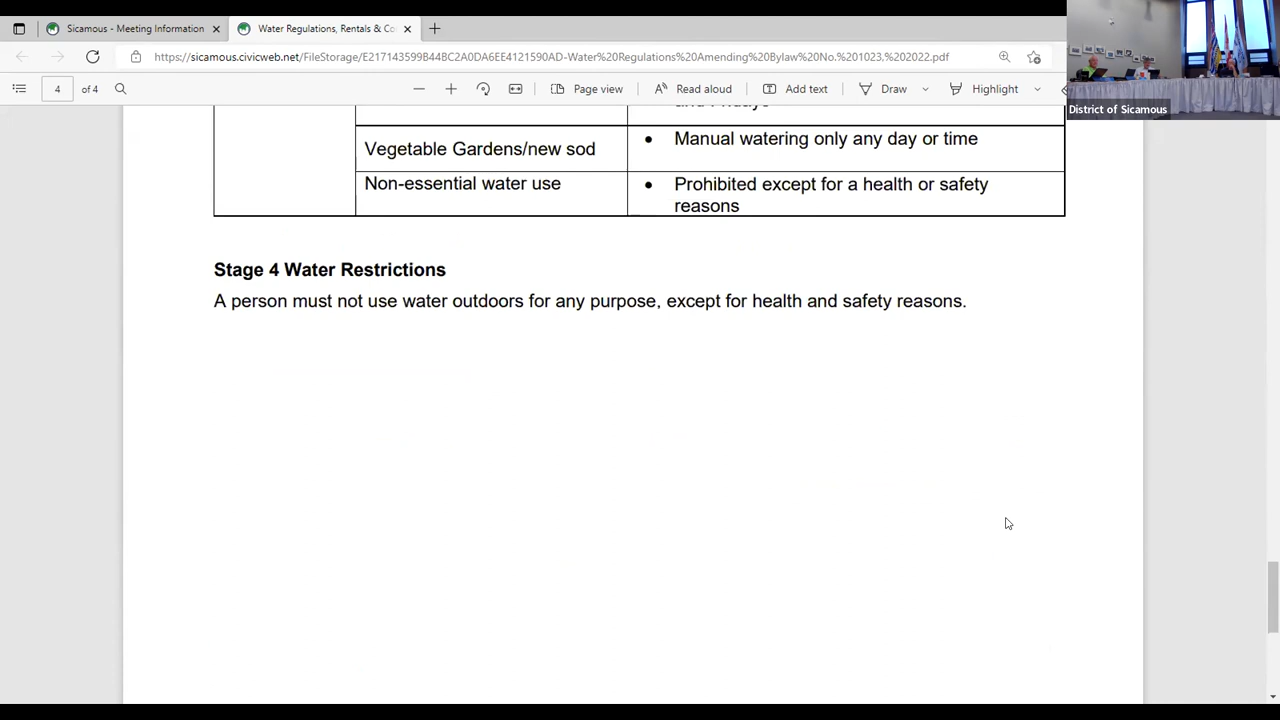 Sicamous - Meeting Information
Water Regulations, Rentals & Co
https://sicamous.civicweb.net/FileStorage/E217143599B44BC2A0DA6EE4121590AD-Water%20Regulations%20Amending%20Bylaw%20No.%201023,%202022.pdf
4 of 4
Page view
Read aloud
Add text
Draw
Highlight
District of Sicamous
and Fridays
Vegetable Gardens/new sod
• Manual watering only any day or time
Non-essential water use
• Prohibited except for a health or safety
reasons
Stage 4 Water Restrictions
A person must not use water outdoors for any purpose, except for health and safety reasons.